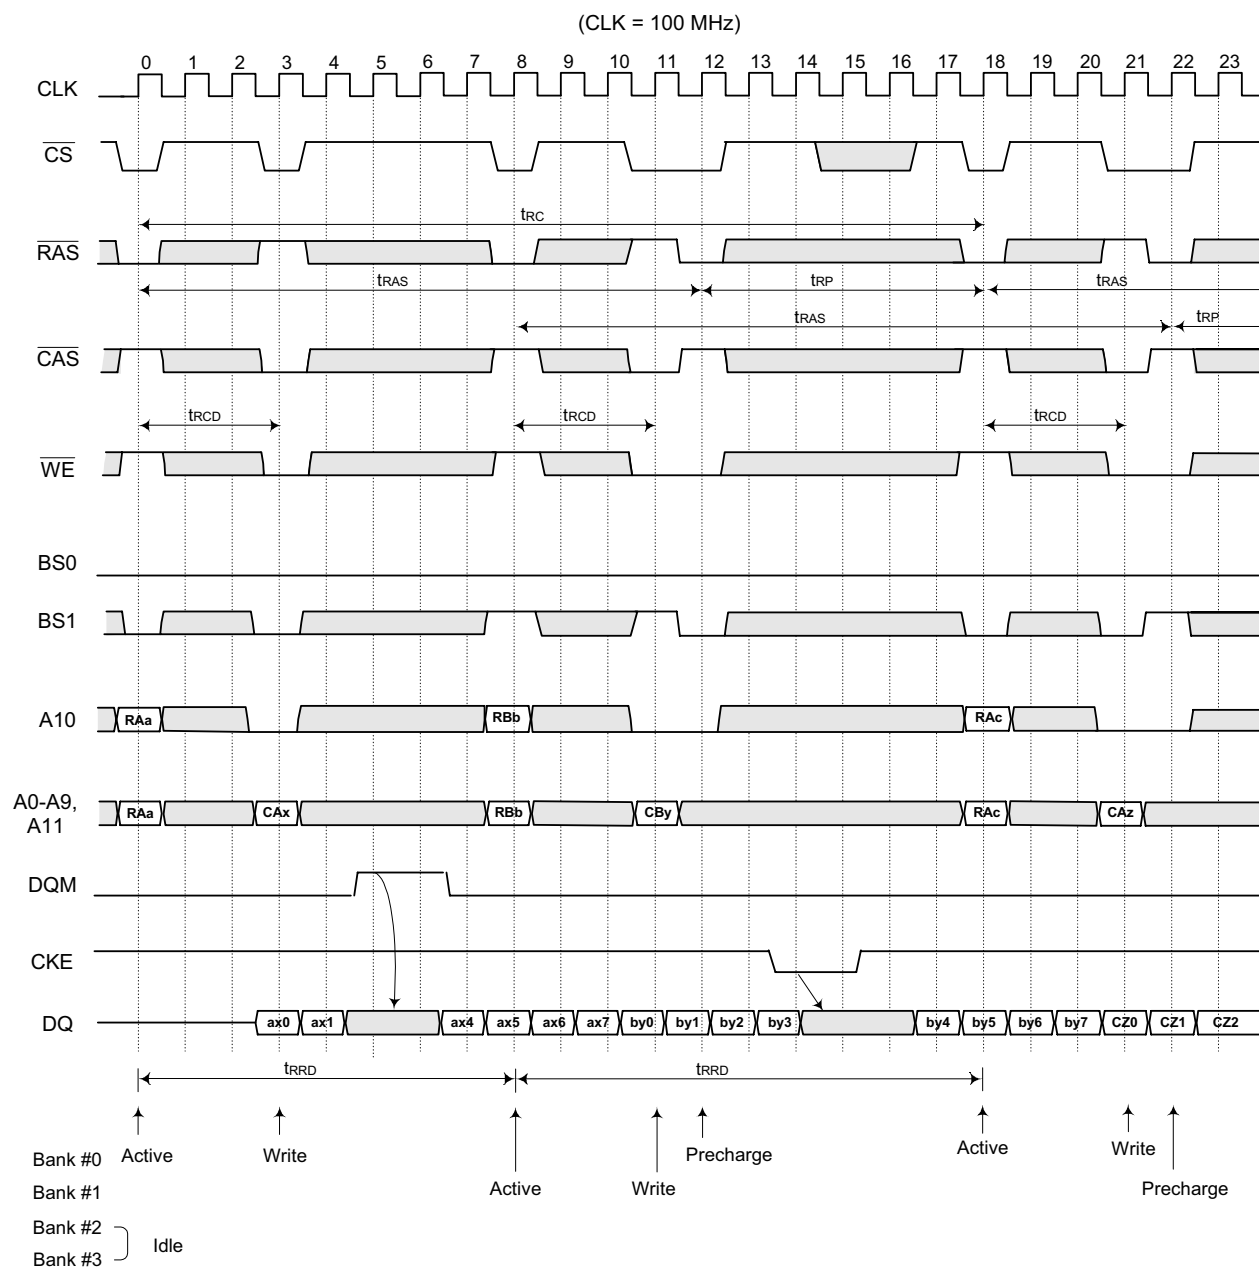 (CLK = 100 MHz)
0 1 2 3 4 5 6 7 8 9 10 11 12 13 14 15 16 17 18 19 20 21 22 23
CLK
CS
tRC
RAS
tRAS tRP tRAS
tRAS tRP
CAS
tRCD tRCD tRCD
WE
BS0
BS1
A10 RAa RBb RAc
A0-A9,
A11
RAa CAx RBb CBy RAc CAz
DQM
CKE
DQ ax0 ax1 ax4 ax5 ax6 ax7 by0 by1 by2 by3 by4 by5 by6 by7 CZ0 CZ1 CZ2
tRRD tRRD
Bank #0 Active Write Precharge Active Write
Bank #1 Active Write Precharge
Bank #2
Idle
Bank #3